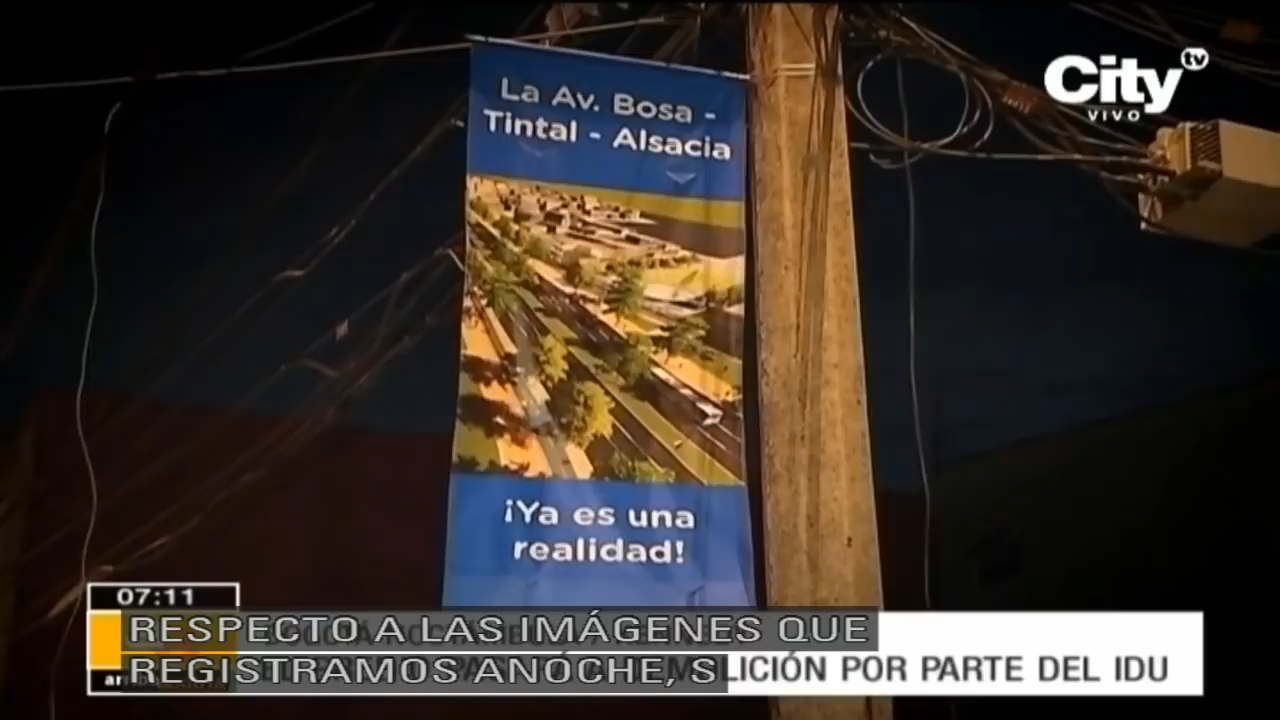 City tv
VIVO
La Av. Bosa -
Tintal - Alsacia
¡Ya es una
realidad!
07:11
RESPECTO A LAS IMÁGENES QUE
REGISTRAMOS ANOCHE, S
LICIÓN POR PARTE DEL IDU